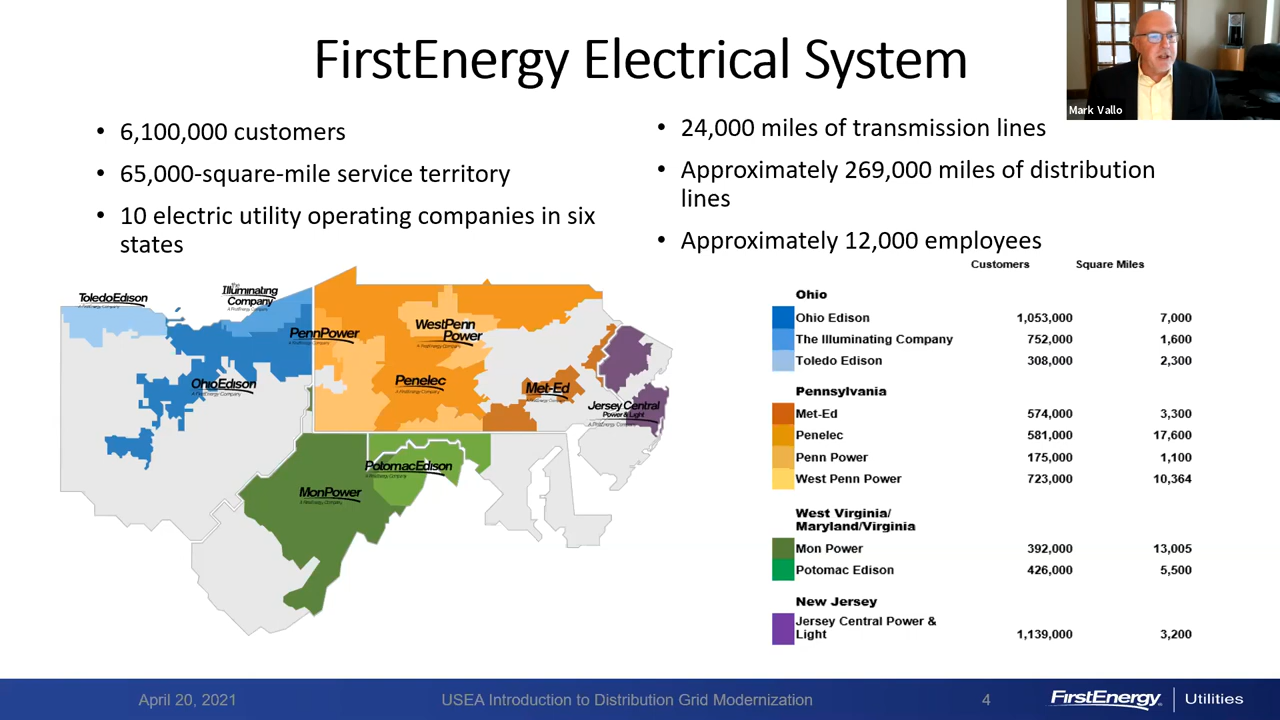 FirstEnergy Electrical System
Mark Vallo
• 6,100,000 customers
• 65,000-square-mile service territory
• 10 electric utility operating companies in six
states
• 24,000 miles of transmission lines
• Approximately 269,000 miles of distribution
lines
• Approximately 12,000 employees
ToledoEdison
the
Illuminating
Company
A FirstEnergy Company
PennPower
WestPenn
Power
OhioEdison
A FirstEnergy Company
Penelec
A FirstEnergy Company
Met-Ed
Jersey Central
Power & Light
PotomacEdison
MonPower
A FirstEnergy Company
Customers Square Miles
Ohio
Ohio Edison 1,053,000 7,000
The Illuminating Company 752,000 1,600
Toledo Edison 308,000 2,300
Pennsylvania
Met-Ed 574,000 3,300
Penelec 581,000 17,600
Penn Power 175,000 1,100
West Penn Power 723,000 10,364
West Virginia/
Maryland/Virginia
Mon Power 392,000 13,005
Potomac Edison 426,000 5,500
New Jersey
Jersey Central Power &
Light 1,139,000 3,200
April 20, 2021 USEA Introduction to Distribution Grid Modernization 4 FirstEnergy Utilities